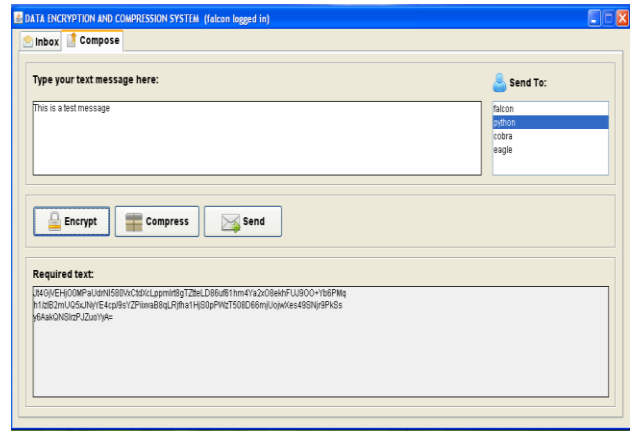 DATA ENCRYPTION AND COMPRESSION SYSTEM (falcon logged in)
Inbox Compose
Type your text message here:
Send To:
This is a test message
falcon
python
cobra
eagle
Encrypt Compress Send
Required text: